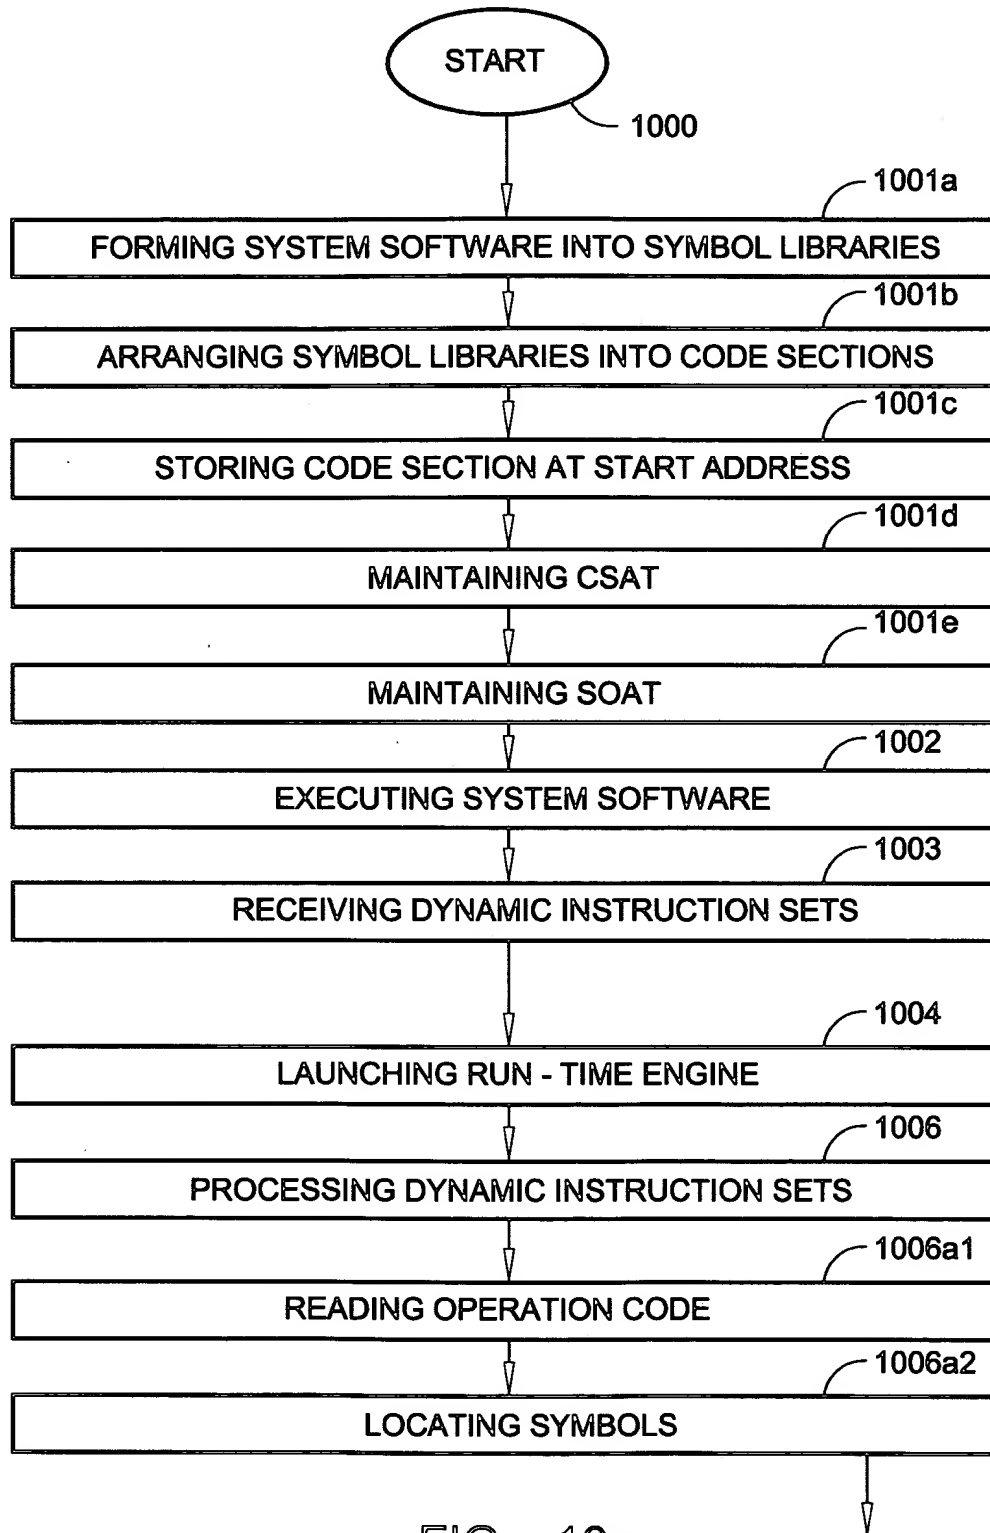 START
1000
1001a
FORMING SYSTEM SOFTWARE INTO SYMBOL LIBRARIES
1001b
ARRANGING SYMBOL LIBRARIES INTO CODE SECTIONS
1001c
STORING CODE SECTION AT START ADDRESS
1001d
MAINTAINING CSAT
1001e
MAINTAINING SOAT
1002
EXECUTING SYSTEM SOFTWARE
1003
RECEIVING DYNAMIC INSTRUCTION SETS
1004
LAUNCHING RUN - TIME ENGINE
1006
PROCESSING DYNAMIC INSTRUCTION SETS
1006a1
READING OPERATION CODE
1006a2
LOCATING SYMBOLS